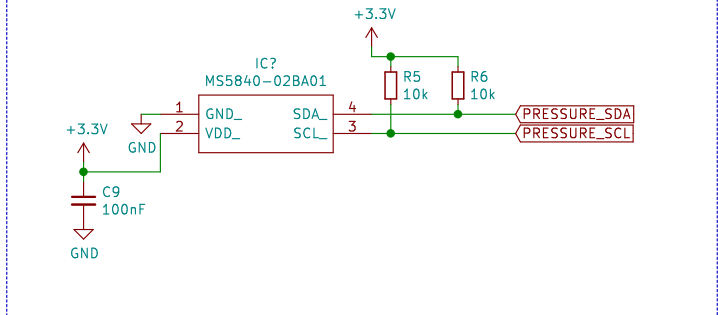 +3.3V
IC?
MS5840-02BA01
R5
10k
R6
10k
1
GND_
SDA_
4
PRESSURE_SDA
2
VDD_
SCL_
3
PRESSURE_SCL
GND
+3.3V
C9
100nF
GND